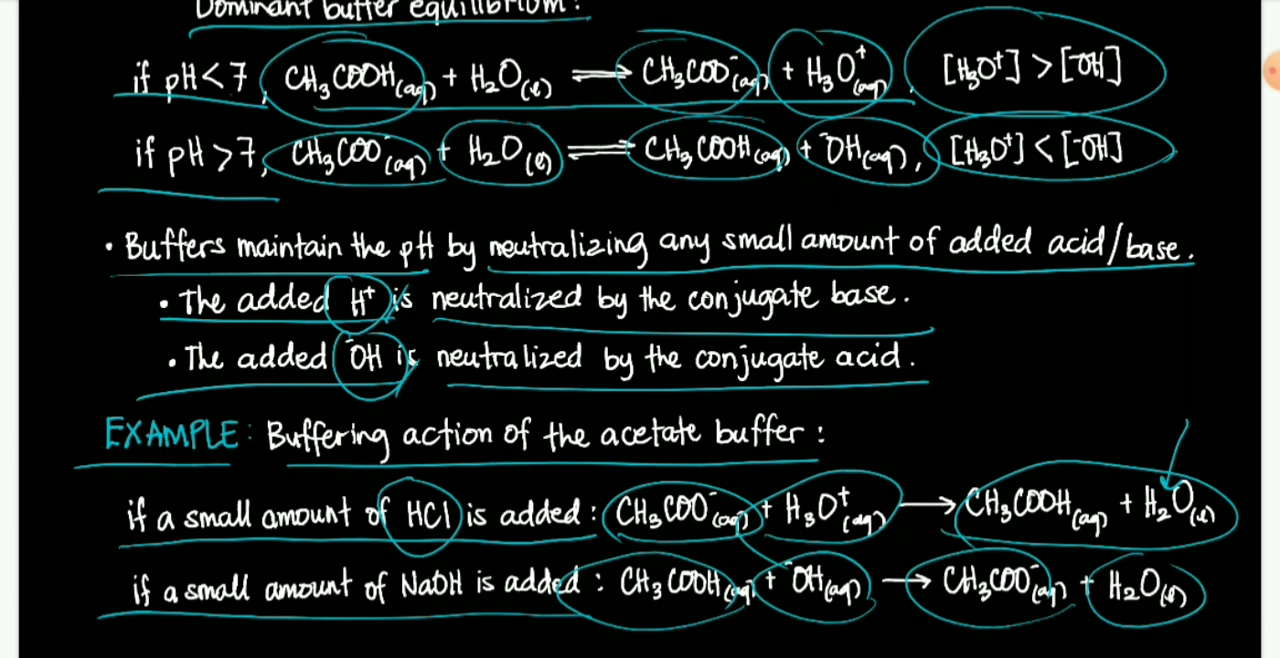 Dominant buffer equilibrium:
if pH<7, CH₃COOH(aq) + H₂O(l) ⇌ CH₃COO⁻(aq) + H₃O⁺(aq), [H₃O⁺] > [⁻OH]
if pH>7, CH₃COO⁻(aq) + H₂O(l) ⇌ CH₃COOH(aq) + ⁻OH(aq), [H₃O⁺] < [⁻OH]
• Buffers maintain the pH by neutralizing any small amount of added acid/base.
• The added H⁺ is neutralized by the conjugate base.
• The added ⁻OH is neutralized by the conjugate acid.
EXAMPLE: Buffering action of the acetate buffer:
if a small amount of HCl is added: CH₃COO⁻(aq) + H₃O⁺(aq) → CH₃COOH(aq) + H₂O(l)
if a small amount of NaOH is added: CH₃COOH(aq) + ⁻OH(aq) → CH₃COO⁻(aq) + H₂O(l)